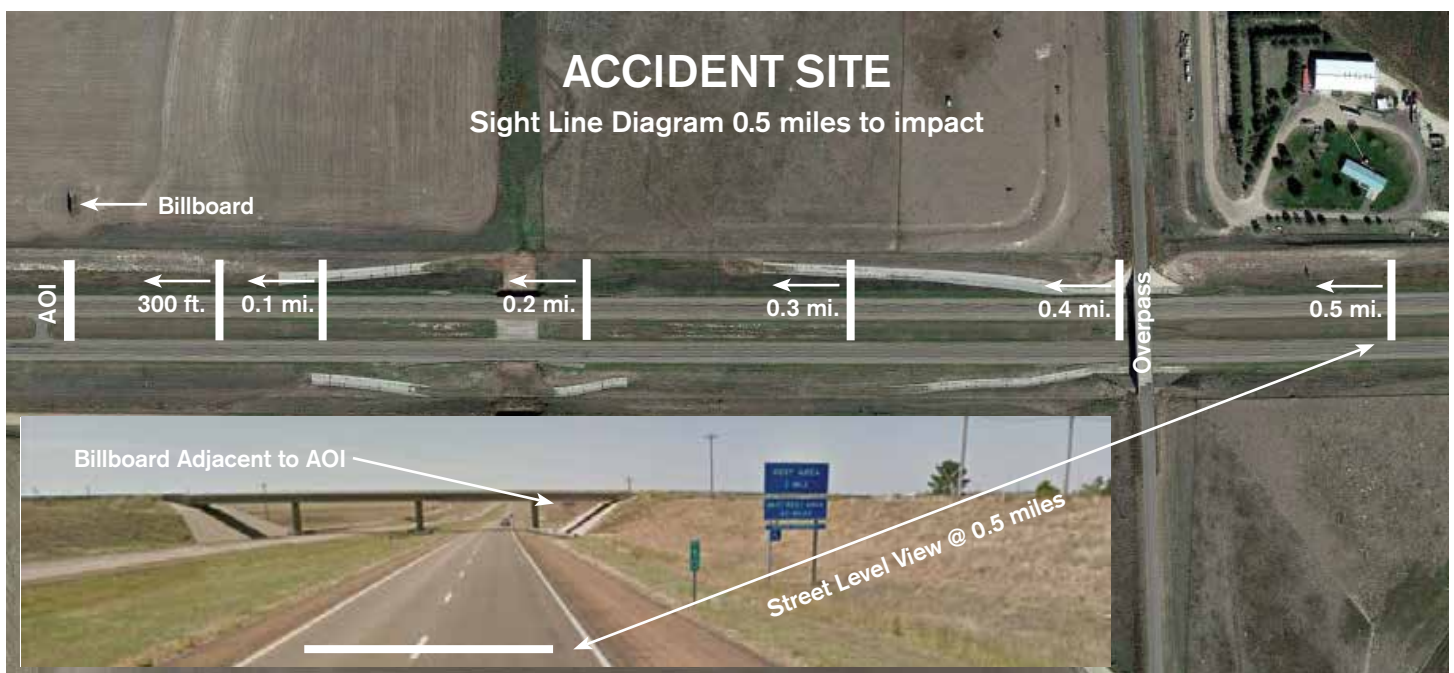 ACCIDENT SITE
Sight Line Diagram 0.5 miles to impact
Billboard
AOI
300 ft.
0.1 mi.
0.2 mi.
0.3 mi.
0.4 mi.
Overpass
0.5 mi.
Billboard Adjacent to AOI
REST AREA
Street Level View @ 0.5 miles